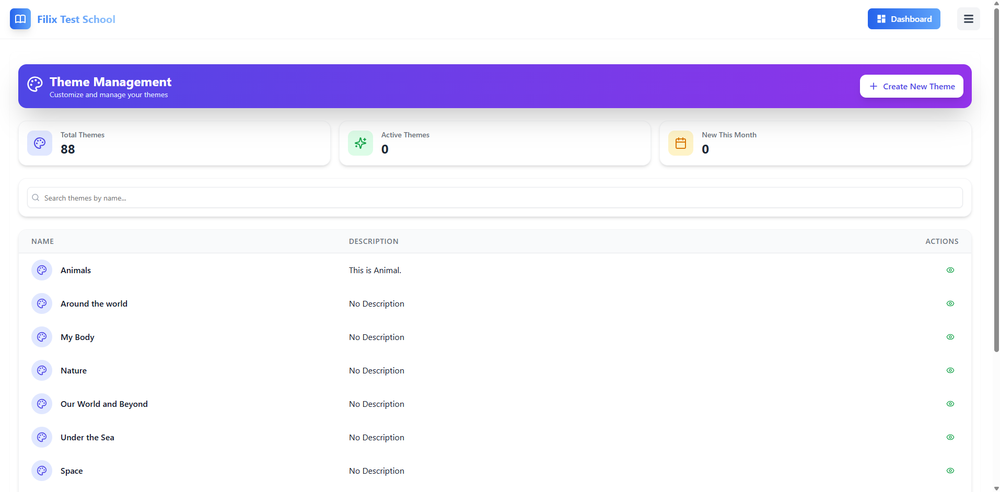 Filix Test School
Dashboard
Theme Management
Customize and manage your themes
Create New Theme
Total Themes
88
Active Themes
0
New This Month
0
Search themes by name...
NAME DESCRIPTION ACTIONS
Animals This is Animal.
Around the world No Description
My Body No Description
Nature No Description
Our World and Beyond No Description
Under the Sea No Description
Space No Description